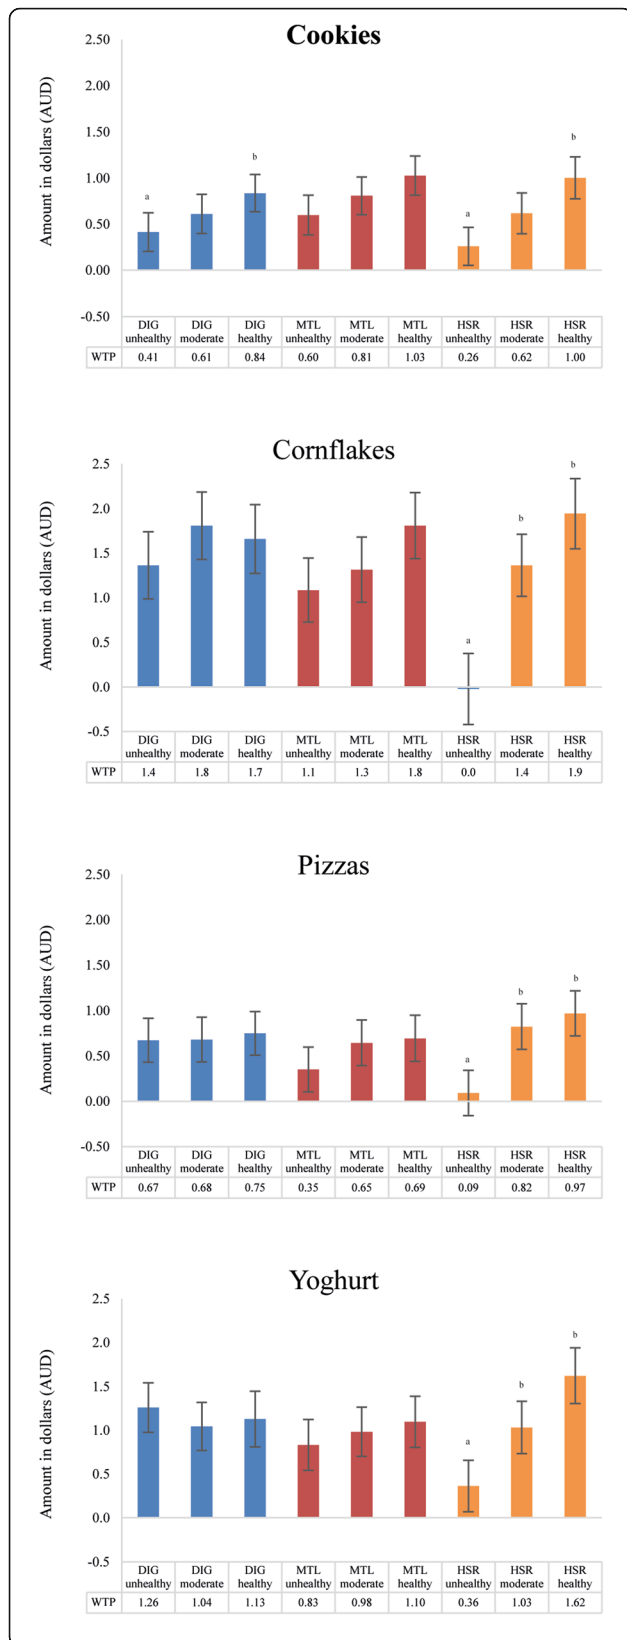 Cookies
Amount in dollars (AUD)
2.50
2.00
1.50
1.00
0.50
0.00
-0.50
a
b
a
b
DIG DIG DIG MTL MTL MTL HSR HSR HSR
unhealthy moderate healthy unhealthy moderate healthy unhealthy moderate healthy
WTP 0.41 0.61 0.84 0.60 0.81 1.03 0.26 0.62 1.00
Cornflakes
Amount in dollars (AUD)
2.5
2.0
1.5
1.0
0.5
0.0
-0.5
a
b
b
DIG DIG DIG MTL MTL MTL HSR HSR HSR
unhealthy moderate healthy unhealthy moderate healthy unhealthy moderate healthy
WTP 1.4 1.8 1.7 1.1 1.3 1.8 0.0 1.4 1.9
Pizzas
Amount in dollars (AUD)
2.50
2.00
1.50
1.00
0.50
0.00
-0.50
a
b
b
DIG DIG DIG MTL MTL MTL HSR HSR HSR
unhealthy moderate healthy unhealthy moderate healthy unhealthy moderate healthy
WTP 0.67 0.68 0.75 0.35 0.65 0.69 0.09 0.82 0.97
Yoghurt
Amount in dollars (AUD)
2.5
2.0
1.5
1.0
0.5
0.0
-0.5
a
b
b
DIG DIG DIG MTL MTL MTL HSR HSR HSR
unhealthy moderate healthy unhealthy moderate healthy unhealthy moderate healthy
WTP 1.26 1.04 1.13 0.83 0.98 1.10 0.36 1.03 1.62